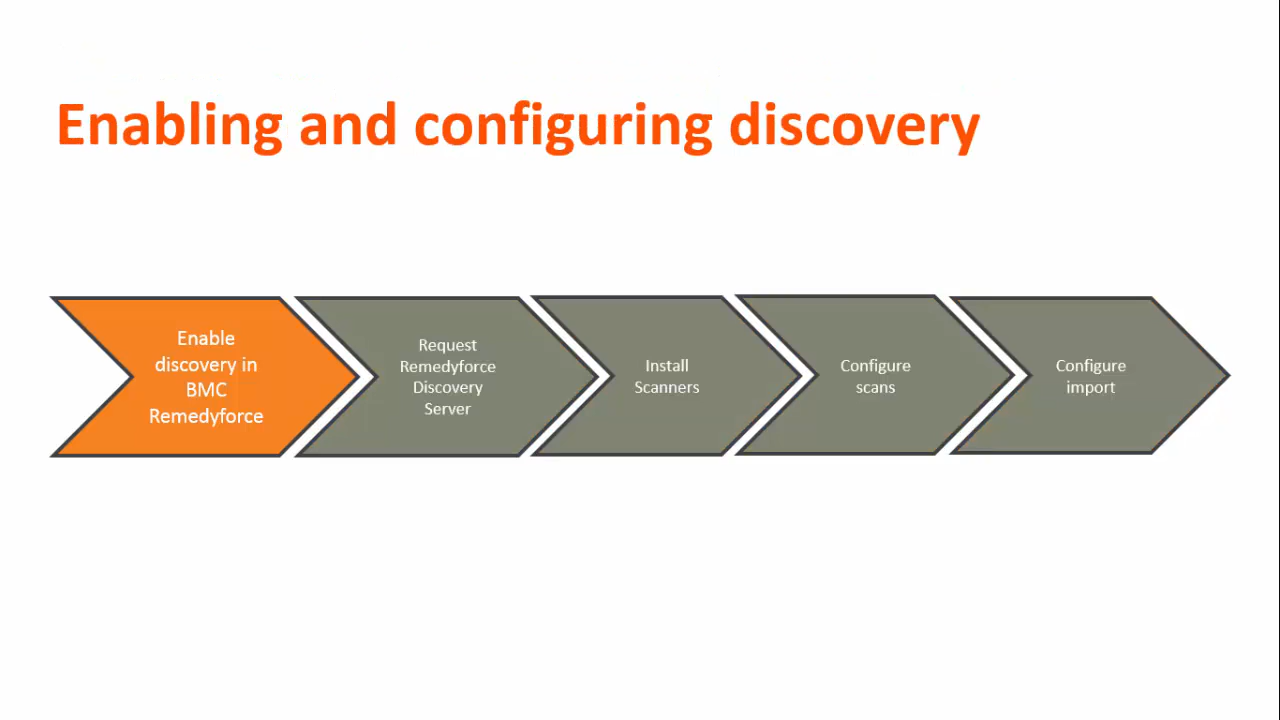 Enabling and configuring discovery
Enable
discovery in
BMC
Remedyforce
Request
Remedyforce
Discovery
Server
Install
Scanners
Configure
scans
Configure
import